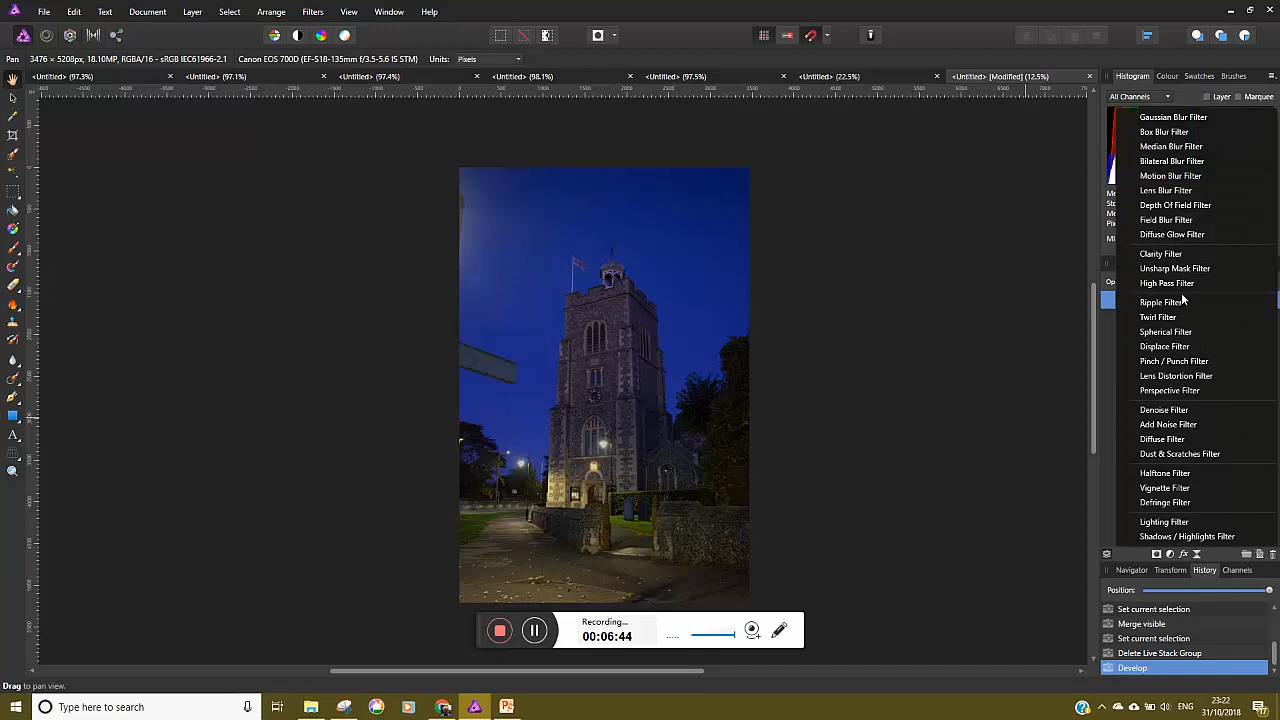 File Edit Text Document Layer Select Arrange Filters View Window Help
Pan 3476 × 5208px, 18.10MP, RGBA/16 - sRGB IEC61966-2.1 Canon EOS 700D (EF-S18-135mm f/3.5-5.6 IS STM) Units: Pixels
<Untitled> (97.3%) <Untitled> (97.1%) <Untitled> (97.4%) <Untitled> (98.1%) <Untitled> (97.5%) <Untitled> (22.5%) <Untitled> [Modified] (12.5%)
Histogram Colour Swatches Brushes
All Channels Layer Marquee
Gaussian Blur Filter
Box Blur Filter
Median Blur Filter
Bilateral Blur Filter
Motion Blur Filter
Lens Blur Filter
Depth Of Field Filter
Field Blur Filter
Diffuse Glow Filter
Clarity Filter
Unsharp Mask Filter
High Pass Filter
Ripple Filter
Twirl Filter
Spherical Filter
Displace Filter
Pinch / Punch Filter
Lens Distortion Filter
Perspective Filter
Denoise Filter
Add Noise Filter
Diffuse Filter
Dust & Scratches Filter
Halftone Filter
Vignette Filter
Defringe Filter
Lighting Filter
Shadows / Highlights Filter
Navigator Transform History Channels
Position:
Set current selection
Merge visible
Set current selection
Delete Live Stack Group
Develop
Recording...
00:06:44
Drag to pan view.
Type here to search
23:22
31/10/2018
17